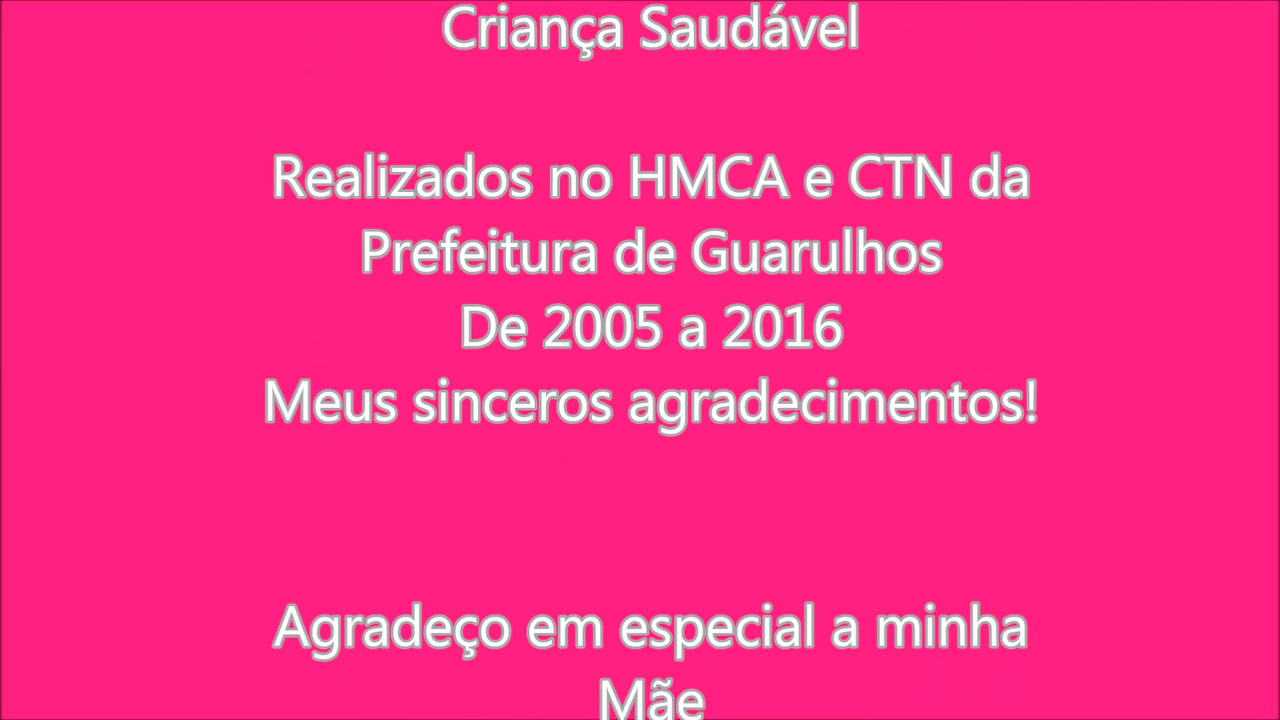 Criança Saudável
Realizados no HMCA e CTN da
Prefeitura de Guarulhos
De 2005 a 2016
Meus sinceros agradecimentos!
Agradeço em especial a minha
Mãe